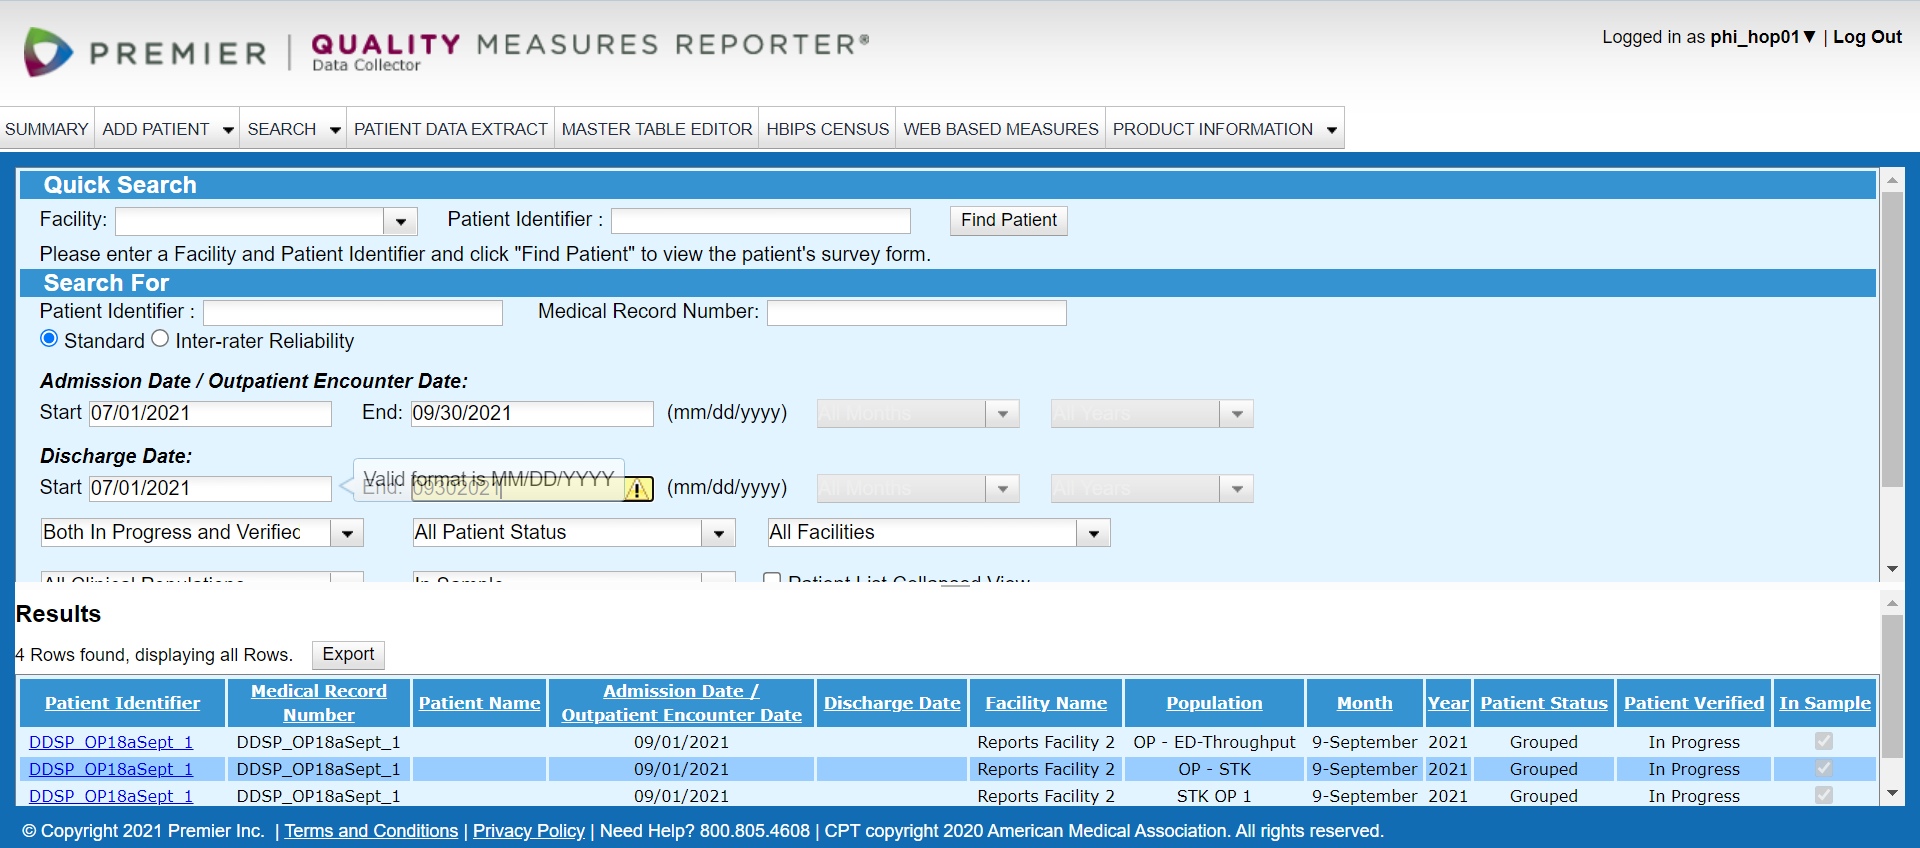 PREMIER | QUALITY MEASURES REPORTER®
Data Collector
Logged in as phi_hop01▼ | Log Out
SUMMARY ADD PATIENT SEARCH PATIENT DATA EXTRACT MASTER TABLE EDITOR HBIPS CENSUS WEB BASED MEASURES PRODUCT INFORMATION
Quick Search
Facility: Patient Identifier : Find Patient
Please enter a Facility and Patient Identifier and click "Find Patient" to view the patient's survey form.
Search For
Patient Identifier : Medical Record Number:
Standard Inter-rater Reliability
Admission Date / Outpatient Encounter Date:
Start 07/01/2021 End: 09/30/2021 (mm/dd/yyyy) All Months All Years
Discharge Date:
Valid format is MM/DD/YYYY
Start 07/01/2021 End: 09302021 (mm/dd/yyyy) All Months All Years
Both In Progress and Verified All Patient Status All Facilities
All Clinical Populations In Sample Patient List Collapsed View
Results
4 Rows found, displaying all Rows. Export
Patient Identifier Medical Record Number Patient Name Admission Date / Outpatient Encounter Date Discharge Date Facility Name Population Month Year Patient Status Patient Verified In Sample
DDSP_OP18aSept_1 DDSP_OP18aSept_1 09/01/2021 Reports Facility 2 OP - ED-Throughput 9-September 2021 Grouped In Progress
DDSP_OP18aSept_1 DDSP_OP18aSept_1 09/01/2021 Reports Facility 2 OP - STK 9-September 2021 Grouped In Progress
DDSP_OP18aSept_1 DDSP_OP18aSept_1 09/01/2021 Reports Facility 2 STK OP 1 9-September 2021 Grouped In Progress
© Copyright 2021 Premier Inc. | Terms and Conditions | Privacy Policy | Need Help? 800.805.4608 | CPT copyright 2020 American Medical Association. All rights reserved.